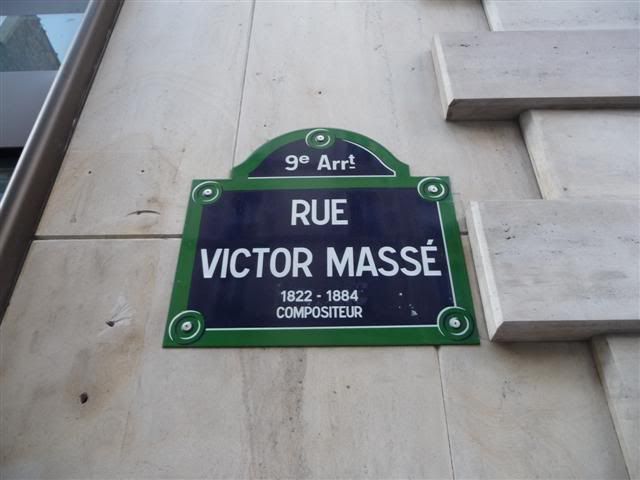 9e Arrt
RUE
VICTOR MASSÉ
1822 - 1884
COMPOSITEUR